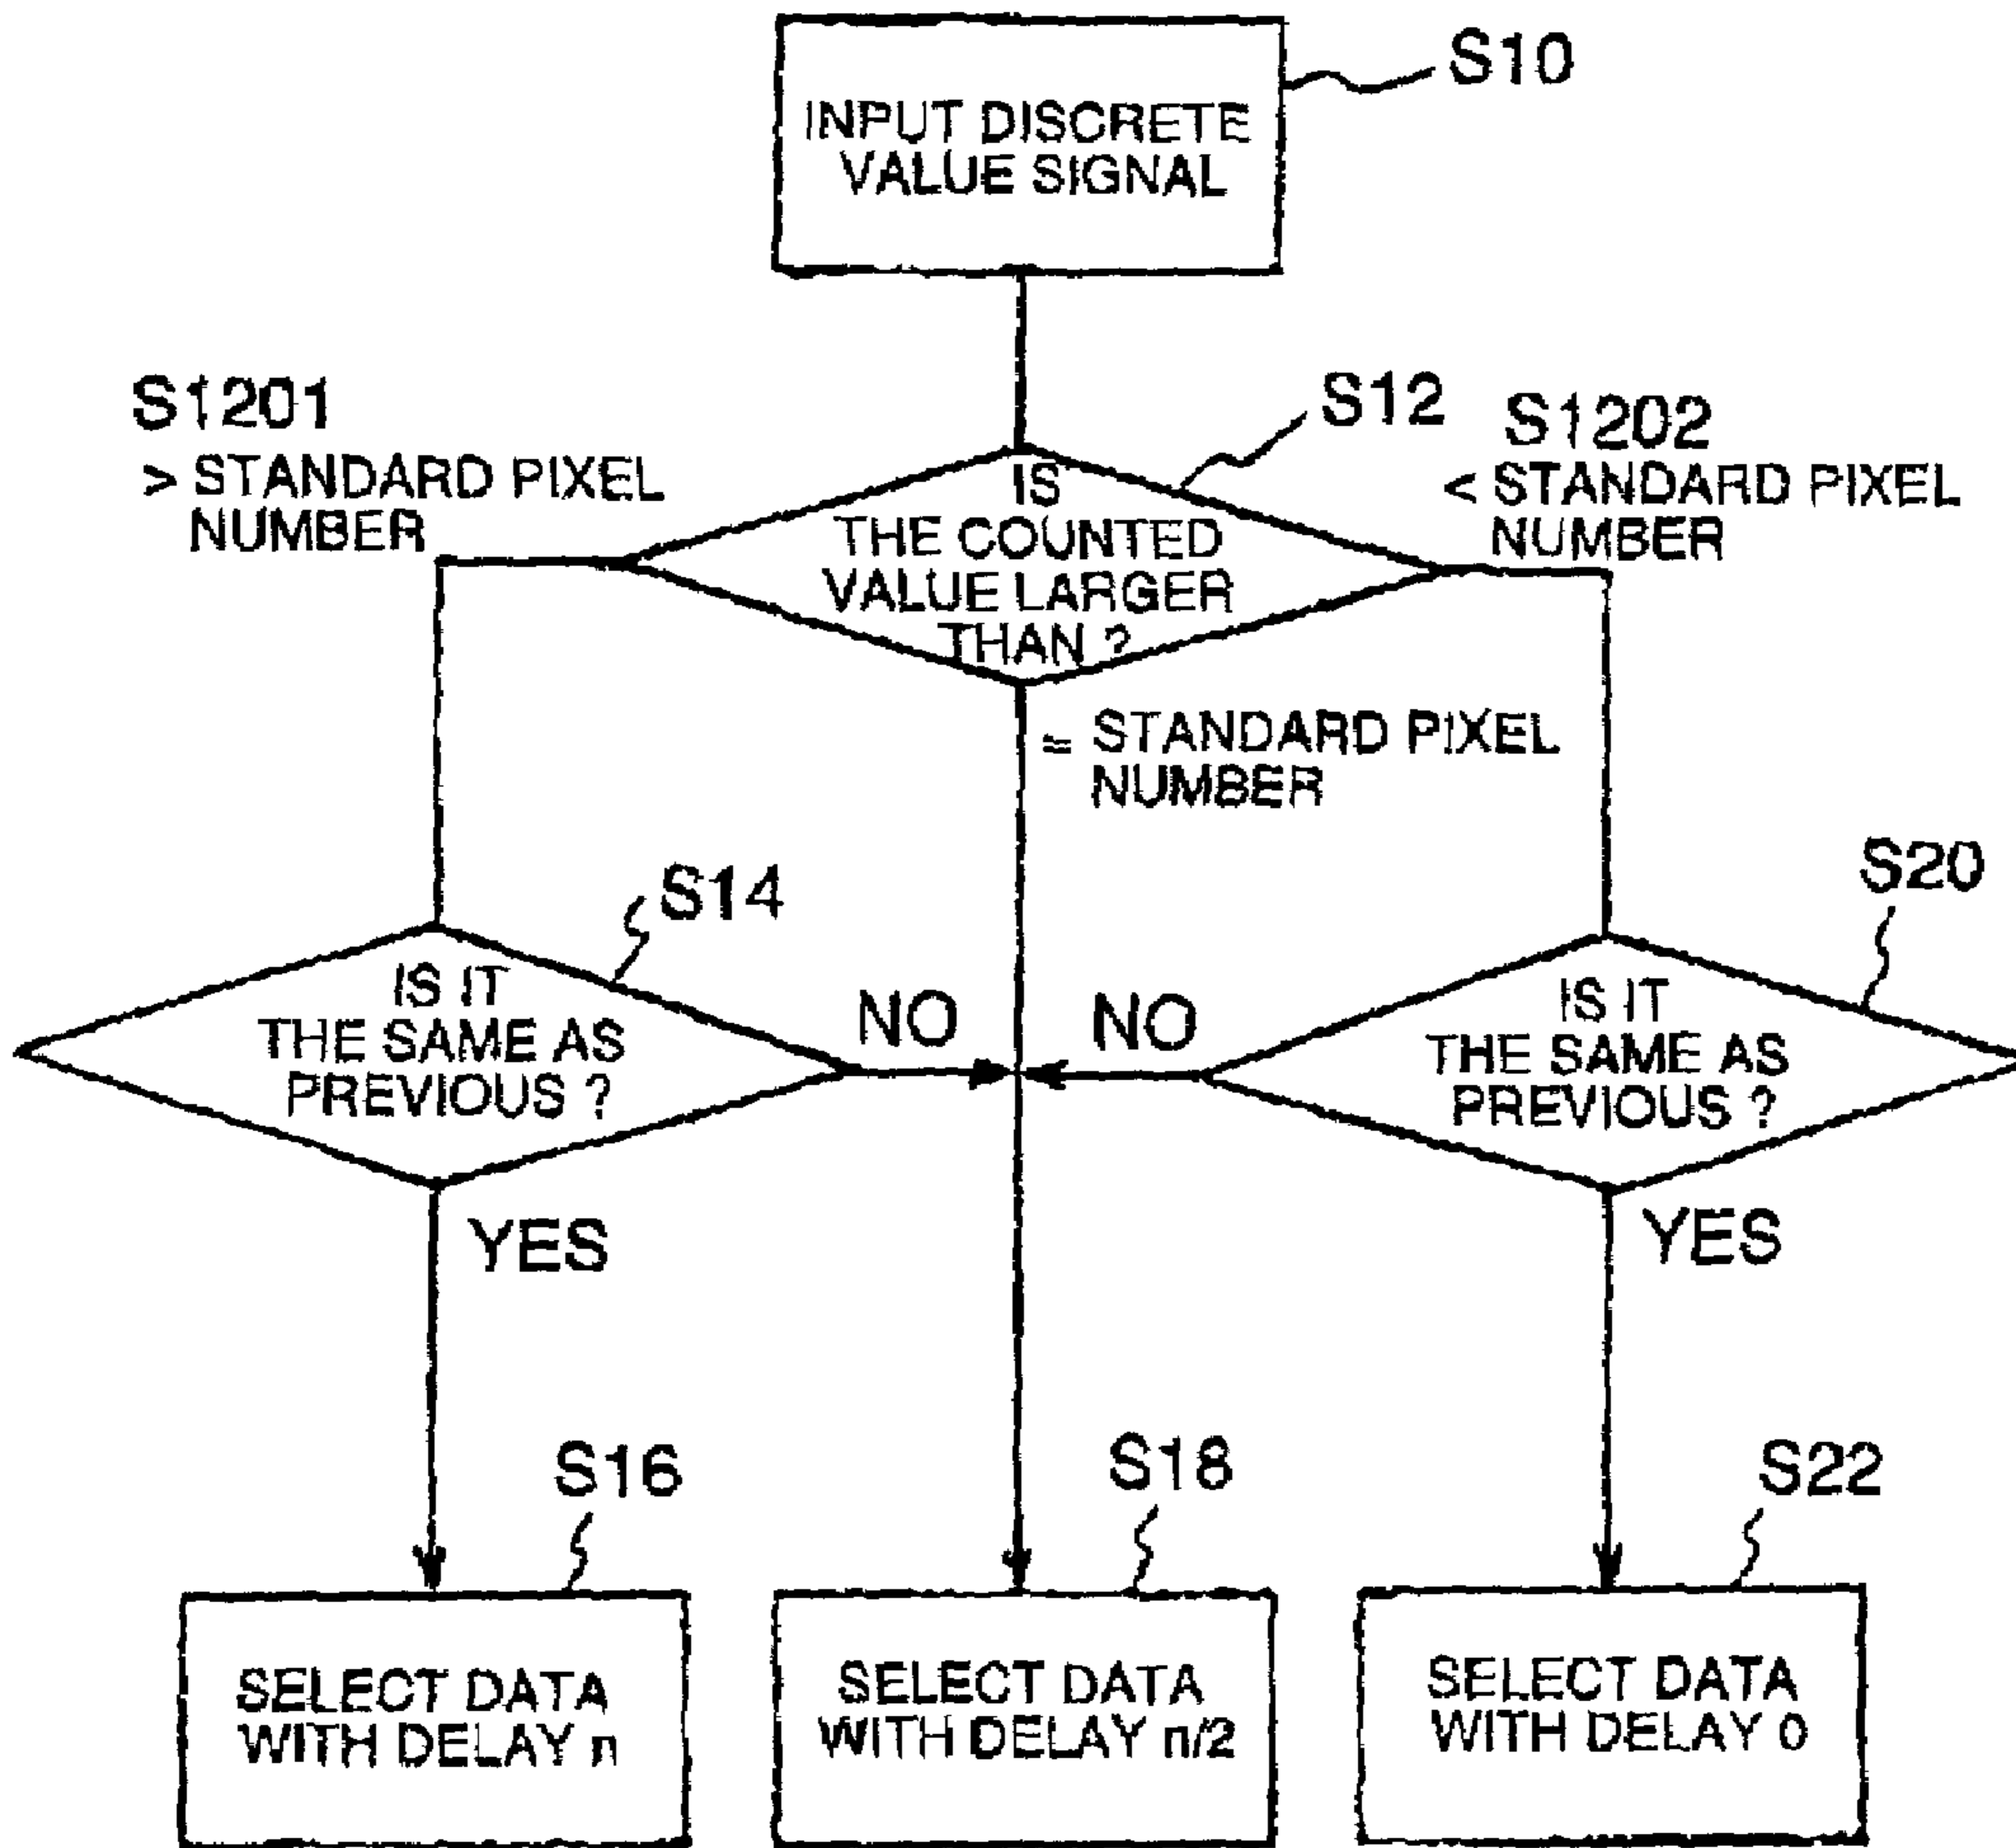 S10
INPUT DISCRETE
VALUE SIGNAL
S1201
> STANDARD PIXEL
NUMBER
S12
IS
THE COUNTED
VALUE LARGER
THAN ?
S1202
< STANDARD PIXEL
NUMBER
= STANDARD PIXEL
NUMBER
S14
IS IT
THE SAME AS
PREVIOUS ?
NO
NO
S20
IS IT
THE SAME AS
PREVIOUS ?
YES
YES
S16
SELECT DATA
WITH DELAY n
S18
SELECT DATA
WITH DELAY n/2
S22
SELECT DATA
WITH DELAY 0